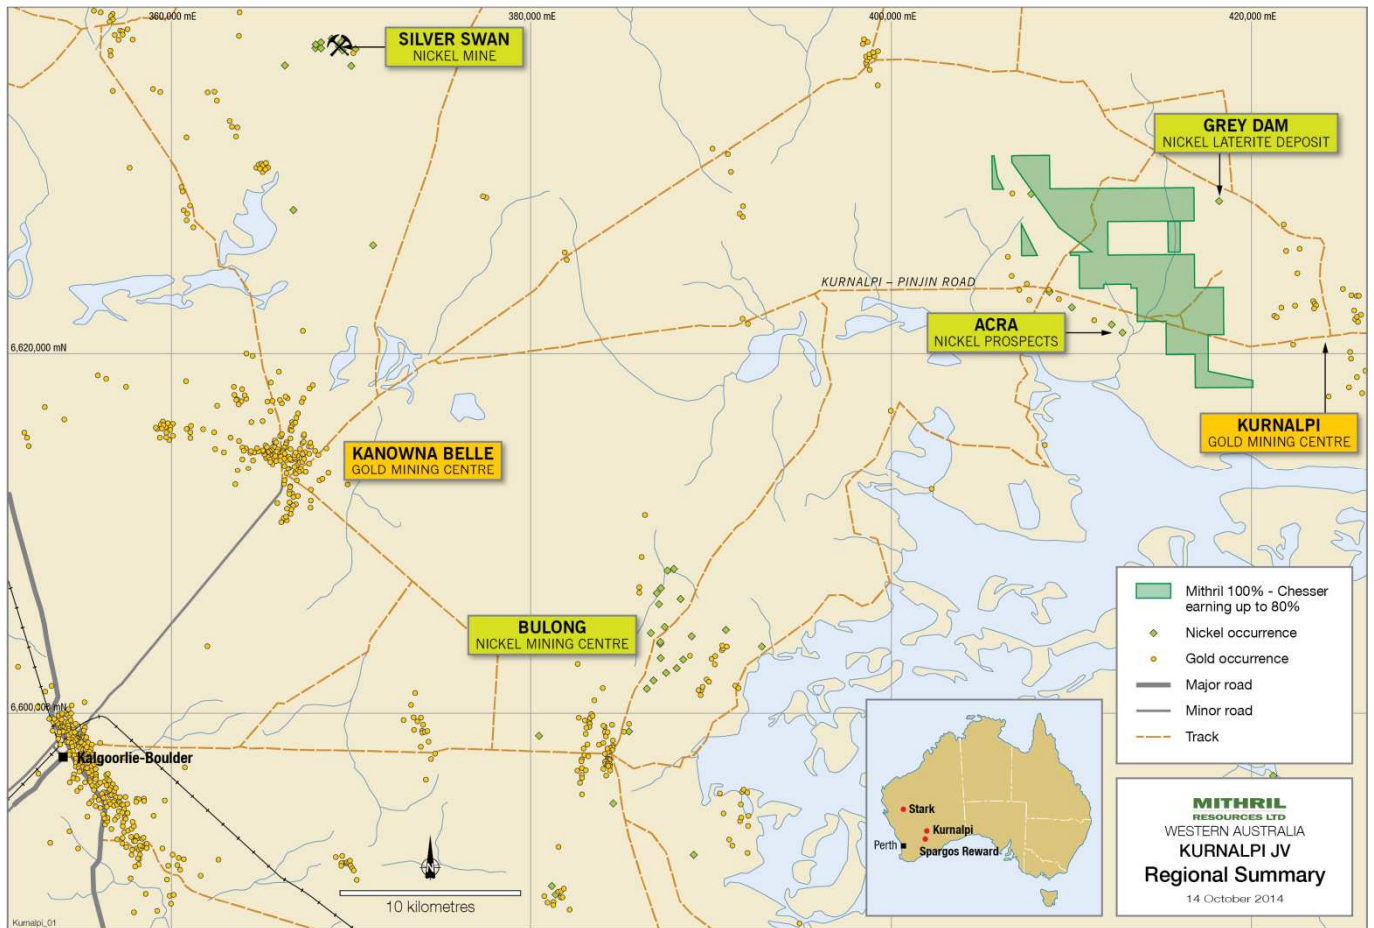 360,000 mE
380,000 mE
400,000 mE
420,000 mE
SILVER SWAN
NICKEL MINE
GREY DAM
NICKEL LATERITE DEPOSIT
KURNALPI – PINJIN ROAD
ACRA
NICKEL PROSPECTS
6,620,000 mN
KURNALPI
GOLD MINING CENTRE
KANOWNA BELLE
GOLD MINING CENTRE
BULONG
NICKEL MINING CENTRE
6,600,000 mN
Kalgoorlie-Boulder
Mithril 100% - Chesser
earning up to 80%
Nickel occurrence
Gold occurrence
Major road
Minor road
Track
Stark
Kurnalpi
Perth
Spargos Reward
MITHRIL
RESOURCES LTD
WESTERN AUSTRALIA
KURNALPI JV
Regional Summary
14 October 2014
N
10 kilometres
Kurnalpi_01